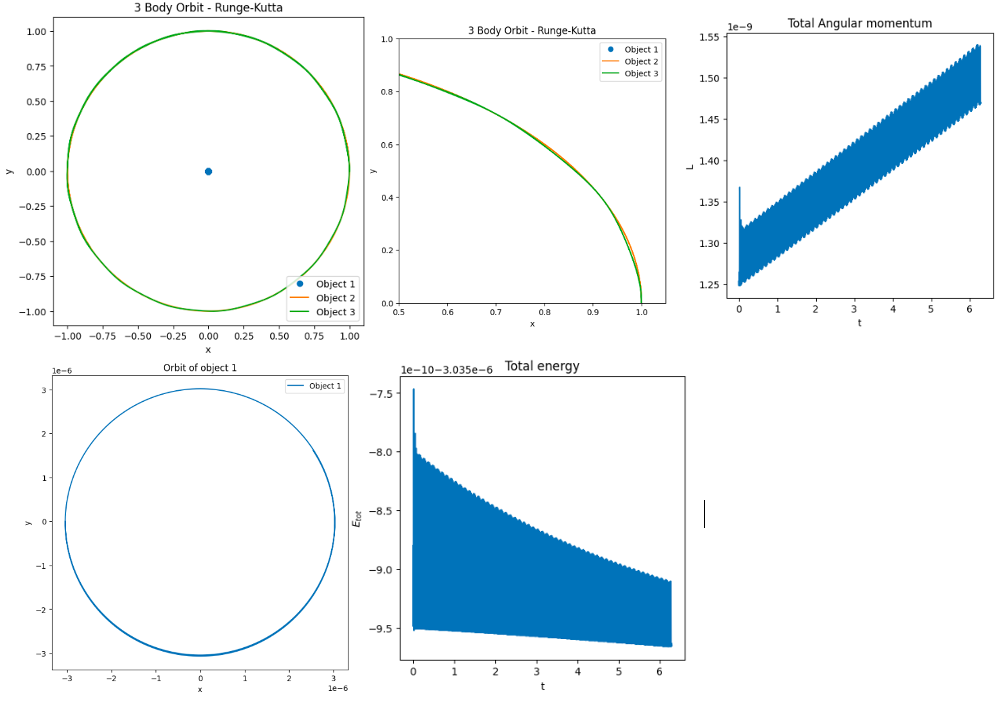 3 Body Orbit - Runge-Kutta
1.00
0.75
0.50
0.25
0.00
−0.25
−0.50
−0.75
−1.00
y
−1.00 −0.75 −0.50 −0.25 0.00 0.25 0.50 0.75 1.00
x
Object 1
Object 2
Object 3
3 Body Orbit - Runge-Kutta
1.0
0.8
0.6
0.4
0.2
0.0
y
0.5 0.6 0.7 0.8 0.9 1.0
x
Object 1
Object 2
Object 3
Total Angular momentum
1e−9
1.55
1.50
1.45
1.40
1.35
1.30
1.25
L
0 1 2 3 4 5 6
t
Orbit of object 1
1e−6
3
2
1
0
−1
−2
−3
y
−3 −2 −1 0 1 2 3
1e−6
x
Object 1
Total energy
1e−10−3.035e−6
−7.5
−8.0
−8.5
−9.0
−9.5
E_tot
0 1 2 3 4 5 6
t